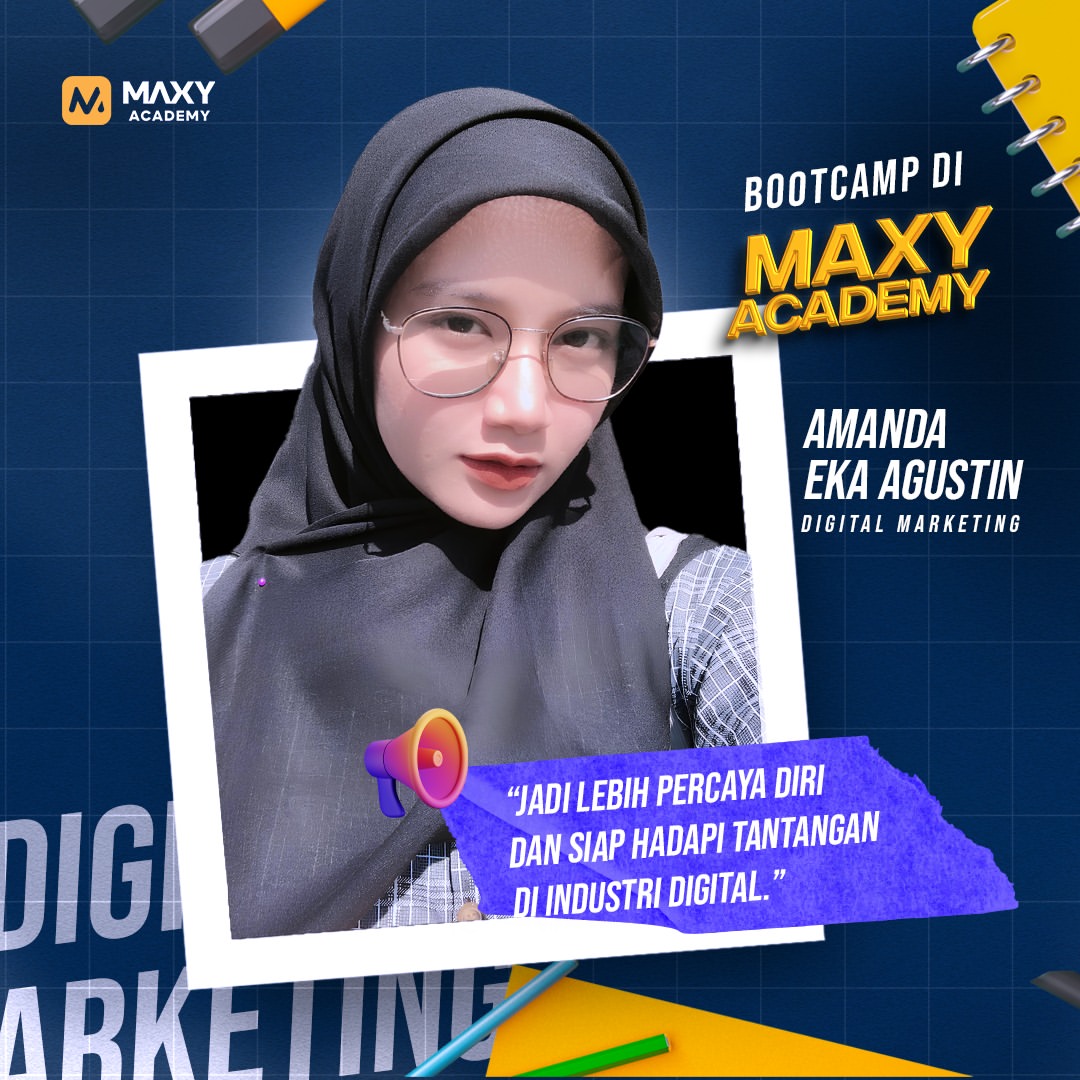 MAXY
ACADEMY
BOOTCAMP DI
MAXY
ACADEMY
AMANDA
EKA AGUSTIN
DIGITAL MARKETING
“JADI LEBIH PERCAYA DIRI
DAN SIAP HADAPI TANTANGAN
DI INDUSTRI DIGITAL.”
DIGI
ARKETING